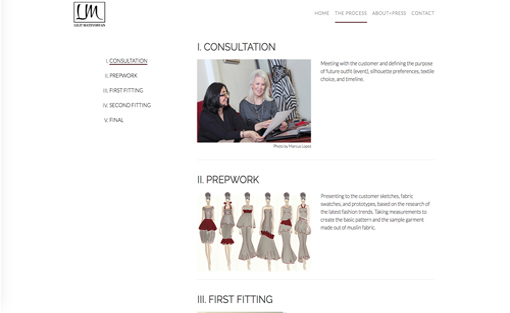 LM
HOME THE PROCESS ABOUT+PRESS CONTACT
I. CONSULTATION
II. PREPWORK
III. FIRST FITTING
IV. SECOND FITTING
V. FINAL
I. CONSULTATION
Meeting with the customer and defining the purpose
of future outfit (event), silhouette preferences, textile
choice, and timeline.
Photo by Marcus Lopez
II. PREPWORK
Presenting to the customer sketches, fabric
swatches, and prototypes, based on the research of
the latest fashion trends. Taking measurements to
create the basic pattern and the sample garment
made out of muslin fabric.
III. FIRST FITTING